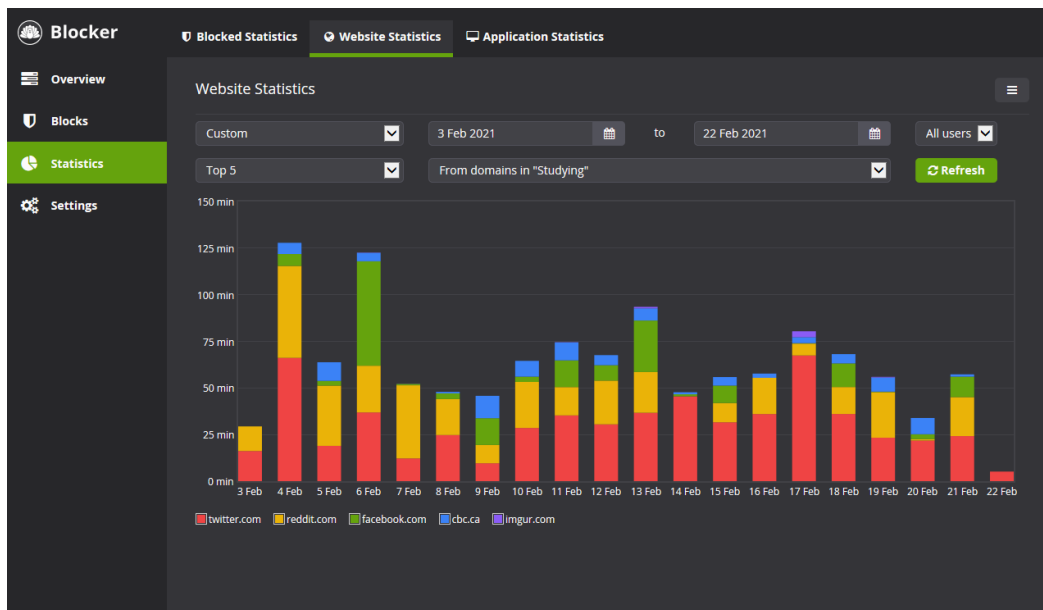 Blocker
Blocked Statistics Website Statistics Application Statistics
Overview
Blocks
Statistics
Settings
Website Statistics
Custom 3 Feb 2021 to 22 Feb 2021 All users
Top 5 From domains in "Studying" Refresh
150 min
125 min
100 min
75 min
50 min
25 min
0 min
3 Feb 4 Feb 5 Feb 6 Feb 7 Feb 8 Feb 9 Feb 10 Feb 11 Feb 12 Feb 13 Feb 14 Feb 15 Feb 16 Feb 17 Feb 18 Feb 19 Feb 20 Feb 21 Feb 22 Feb
twitter.com reddit.com facebook.com cbc.ca imgur.com